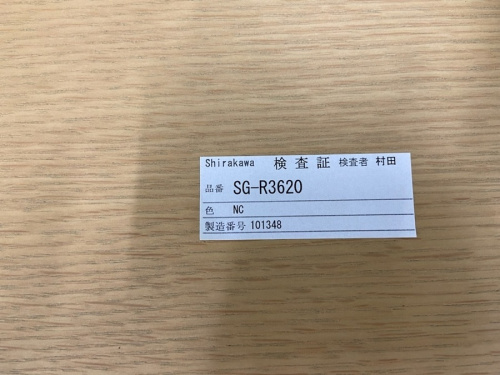 Shirakawa 検査証 検査者 村田
品番 SG-R3620
色 NC
製造番号 101348